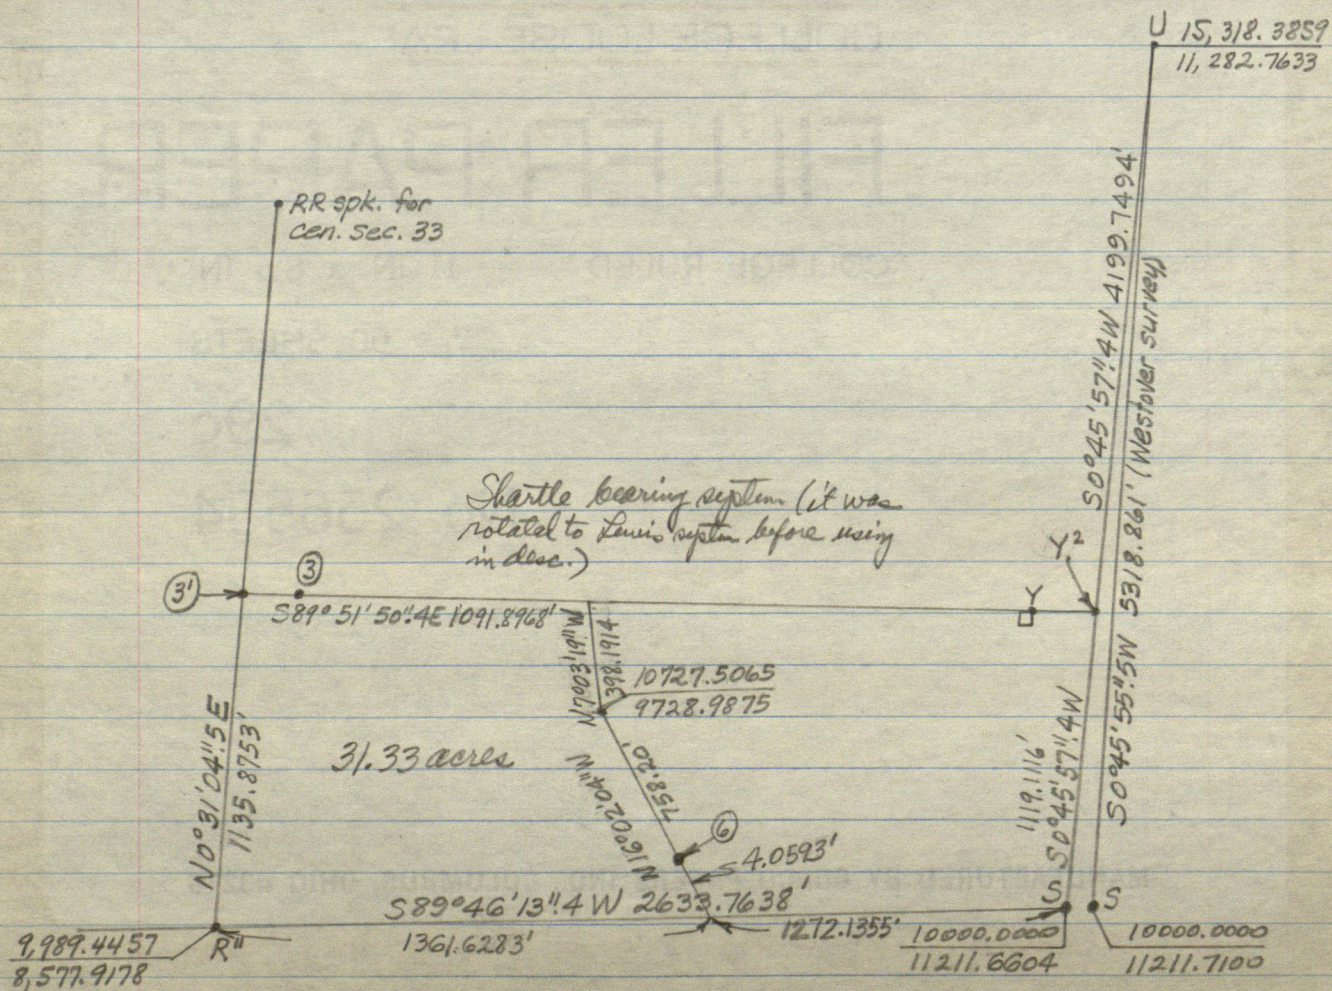 U 15,318.3859
11,282.7633
RR spk. for
cen. sec. 33
S0°45'57".4W 4199.7494'
S0°45'55".5W 5318.861' (Westover survey)
Shartle bearing system (it was
rotated to Lewis system before using
in desc.)
Y²
3'
3
Y
S89°51'50".4E 1091.8968'
N7°03'19".1W
398.1914
10727.5065
9728.9875
N0°31'04".5E
1135.8753'
31.33 acres
758.20'
N16°02'04"W
6
4.0593'
1119.1116'
S0°45'57".4W
S89°46'13".4W 2633.7638'
S
S
9,989.4457
8,577.9178
R"
1361.6283'
1272.1355'
10000.0000
11211.6604
10000.0000
11211.7100